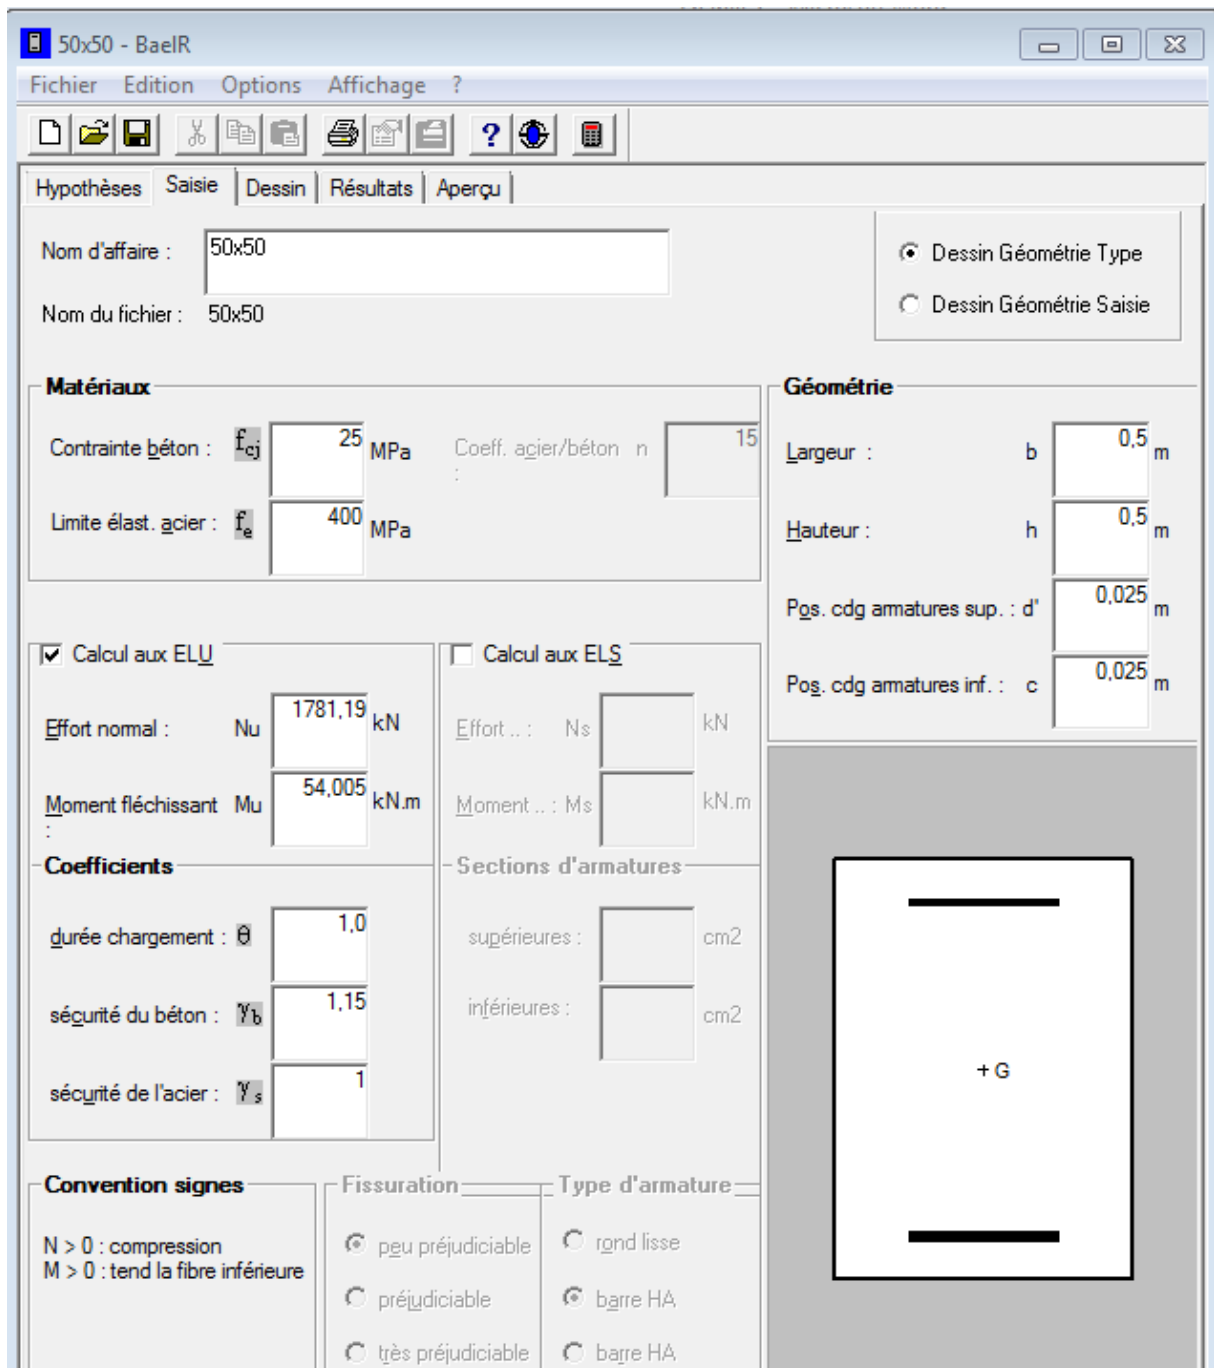 50x50 - BaelR
Fichier Edition Options Affichage ?
Hypothèses Saisie Dessin Résultats Aperçu
Nom d'affaire : 50x50
Nom du fichier : 50x50
Dessin Géométrie Type
Dessin Géométrie Saisie
Matériaux
Contrainte béton : fcj 25 MPa Coeff. acier/béton n : 15
Limite élast. acier : fe 400 MPa
Géométrie
Largeur : b 0,5 m
Hauteur : h 0,5 m
Pos. cdg armatures sup. : d' 0,025 m
Pos. cdg armatures inf. : c 0,025 m
Calcul aux ELU
Effort normal : Nu 1781,19 kN
Moment fléchissant : Mu 54,005 kN.m
Calcul aux ELS
Effort .. : Ns kN
Moment .. : Ms kN.m
Coefficients
durée chargement : θ 1,0
sécurité du béton : γb 1,15
sécurité de l'acier : γs 1
Sections d'armatures
supérieures : cm2
inférieures : cm2
+ G
Convention signes
N > 0 : compression
M > 0 : tend la fibre inférieure
Fissuration
peu préjudiciable
préjudiciable
très préjudiciable
Type d'armature
rond lisse
barre HA
barre HA